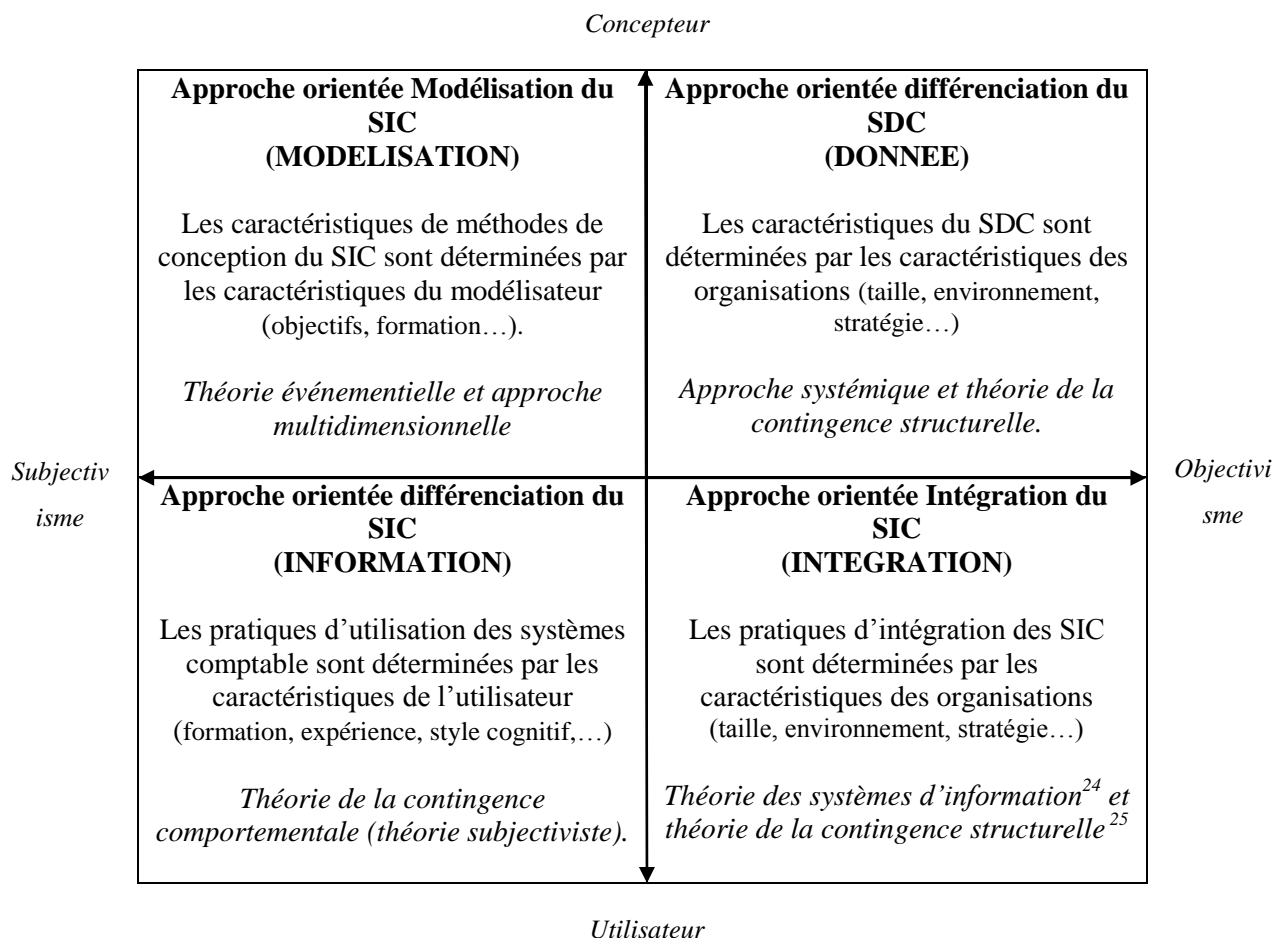 Concepteur
Approche orientée Modélisation du
SIC
(MODELISATION)
Les caractéristiques de méthodes de
conception du SIC sont déterminées par
les caractéristiques du modélisateur
(objectifs, formation…).
Théorie événementielle et approche
multidimensionnelle
Approche orientée différenciation du
SDC
(DONNEE)
Les caractéristiques du SDC sont
déterminées par les caractéristiques des
organisations (taille, environnement,
stratégie…)
Approche systémique et théorie de la
contingence structurelle.
Subjectiv
isme
Objectivi
sme
Approche orientée différenciation du
SIC
(INFORMATION)
Les pratiques d’utilisation des systèmes
comptable sont déterminées par les
caractéristiques de l’utilisateur
(formation, expérience, style cognitif,…)
Théorie de la contingence
comportementale (théorie subjectiviste).
Approche orientée Intégration du
SIC
(INTEGRATION)
Les pratiques d’intégration des SIC
sont déterminées par les
caractéristiques des organisations
(taille, environnement, stratégie…)
Théorie des systèmes d’information24 et
théorie de la contingence structurelle 25
Utilisateur